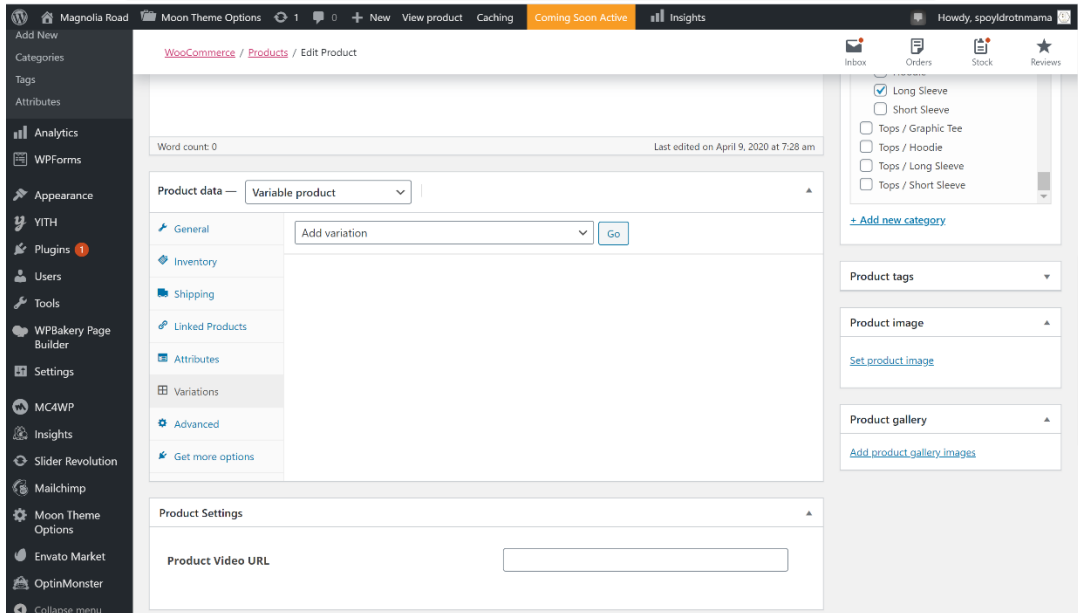 Magnolia Road Moon Theme Options 1 0 New View product Caching Coming Soon Active Insights Howdy, spoyldrotnmama
Add New
Categories
Tags
Attributes
Analytics
WPForms
Appearance
YITH
Plugins 1
Users
Tools
WPBakery Page
Builder
Settings
MC4WP
Insights
Slider Revolution
Mailchimp
Moon Theme
Options
Envato Market
OptinMonster
Collapse menu
WooCommerce / Products / Edit Product
Inbox
Orders
Stock
Reviews
Word count: 0
Last edited on April 9, 2020 at 7:28 am
Product data — Variable product
General
Inventory
Shipping
Linked Products
Attributes
Variations
Advanced
Get more options
Add variation
Go
Product Settings
Product Video URL
Hoodie
Long Sleeve
Short Sleeve
Tops / Graphic Tee
Tops / Hoodie
Tops / Long Sleeve
Tops / Short Sleeve
+ Add new category
Product tags
Product image
Set product image
Product gallery
Add product gallery images